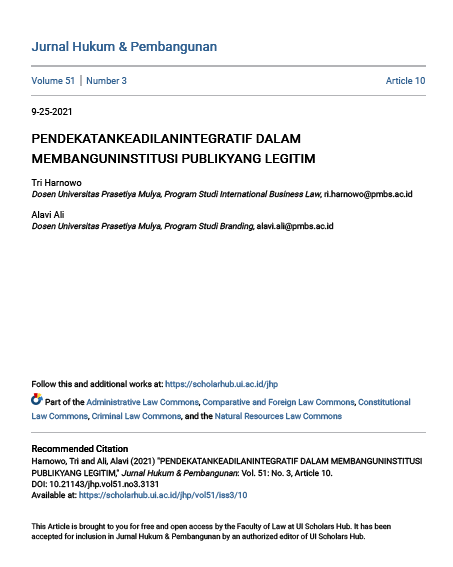 Jurnal Hukum & Pembangunan
Volume 51 | Number 3 Article 10
9-25-2021
PENDEKATANKEADILANINTEGRATIF DALAM
MEMBANGUNINSTITUSI PUBLIKYANG LEGITIM
Tri Harnowo
Dosen Universitas Prasetiya Mulya, Program Studi International Business Law, tri.harnowo@pmbs.ac.id
Alavi Ali
Dosen Universitas Prasetiya Mulya, Program Studi Branding, alavi.ali@pmbs.ac.id
Follow this and additional works at: https://scholarhub.ui.ac.id/jhp
Part of the Administrative Law Commons, Comparative and Foreign Law Commons, Constitutional
Law Commons, Criminal Law Commons, and the Natural Resources Law Commons
Recommended Citation
Harnowo, Tri and Ali, Alavi (2021) "PENDEKATANKEADILANINTEGRATIF DALAM MEMBANGUNINSTITUSI
PUBLIKYANG LEGITIM," Jurnal Hukum & Pembangunan: Vol. 51: No. 3, Article 10.
DOI: 10.21143/jhp.vol51.no3.3131
Available at: https://scholarhub.ui.ac.id/jhp/vol51/iss3/10
This Article is brought to you for free and open access by the Faculty of Law at UI Scholars Hub. It has been
accepted for inclusion in Jurnal Hukum & Pembangunan by an authorized editor of UI Scholars Hub.